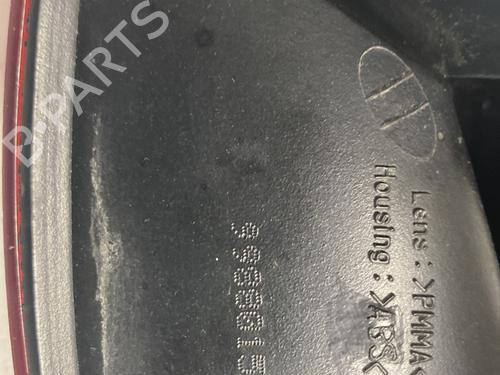 B-PARTS
Lens : >PMMA<
Housing : >ABS<